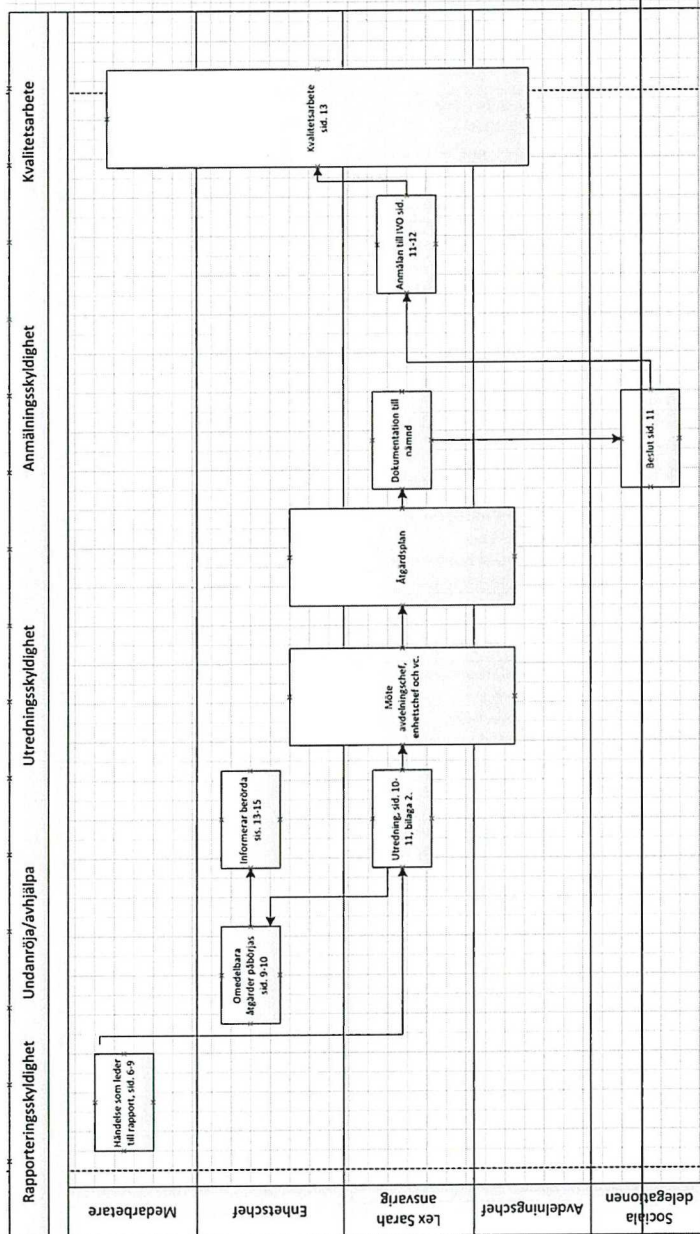 Rapporteringsskyldighet
Undanröja/avhjälpa
Utredningsskyldighet
Anmälningsskyldighet
Kvalitetsarbete
Medarbetare
Händelse som leder
till rapport, sid. 6-9
Enhetschef
Omedelbara
åtgärder påbörjas
sid. 9-10
Informerar berörda
sis. 13-15
Lex Sarah
ansvarig
Utredning, sid. 10-
11, bilaga 2.
Möte
avdelningschef,
enhetschef och vc.
Åtgärdsplan
Dokumentation till
nämnd
Anmälan till IVO sid.
11-12
Kvalitetsarbete
sid. 13
Avdelningschef
Sociala
delegationen
Beslut sid. 11